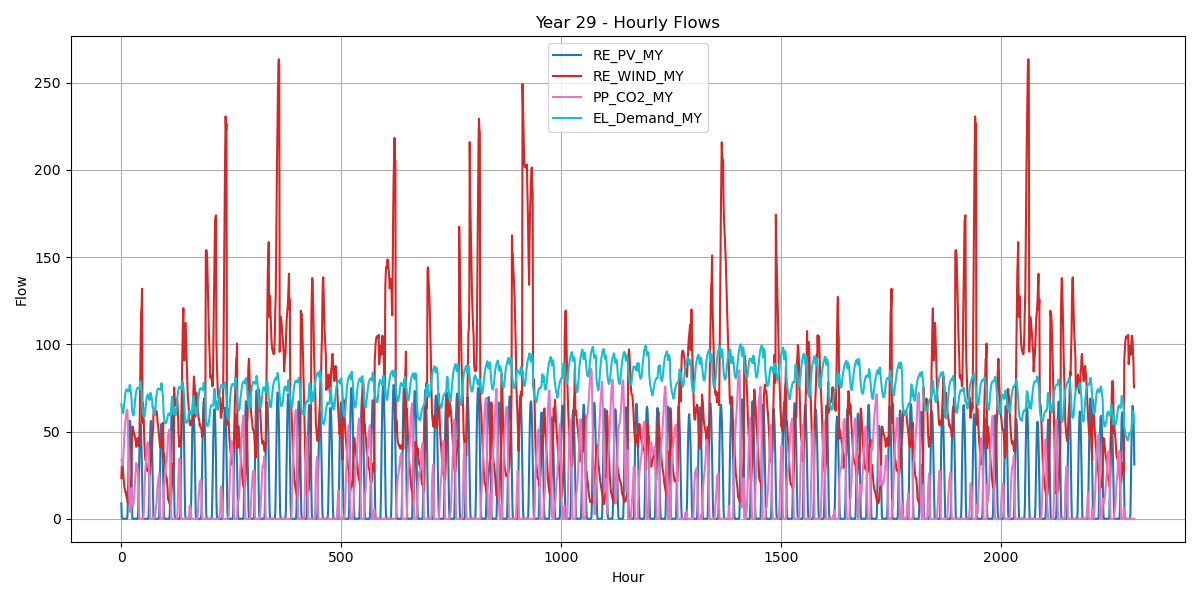 Year 29 - Hourly Flows
RE_PV_MY
RE_WIND_MY
PP_CO2_MY
EL_Demand_MY
250
200
150
100
50
0
Flow
0 500 1000 1500 2000
Hour